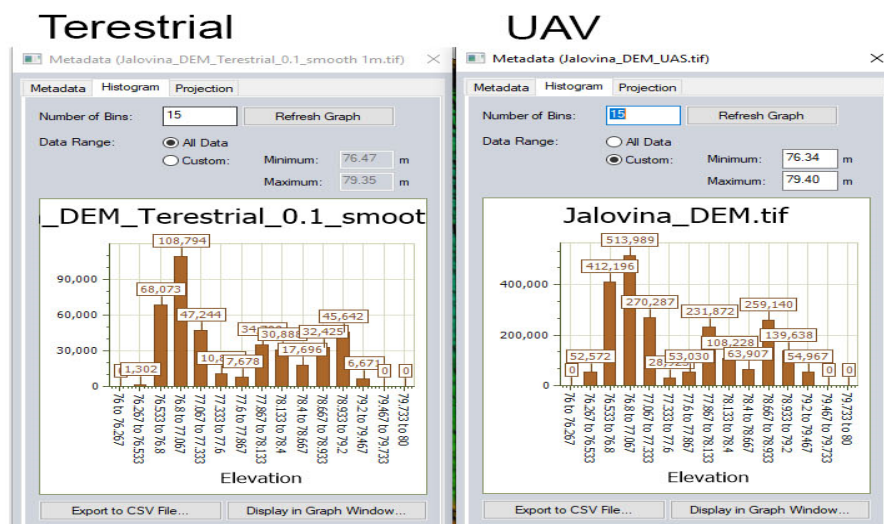 Terestrial
UAV
Metadata (Jalovina_DEM_Terestrial_0.1_smooth 1m.tif)
Metadata Histogram Projection
Number of Bins: 15 Refresh Graph
Data Range: All Data
Custom: Minimum: 76.47 m
Maximum: 79.35 m
_DEM_Terestrial_0.1_smoot
108,794
90,000
68,073
60,000
47,244
45,642
30,888
32,425
30,000
17,696
7,678
6,671
1,302
0
0
0
76 to 76.267
76.267 to 76.533
76.533 to 76.8
76.8 to 77.067
77.067 to 77.333
77.333 to 77.6
77.6 to 77.867
77.867 to 78.133
78.133 to 78.4
78.4 to 78.667
78.667 to 78.933
78.933 to 79.2
79.2 to 79.467
79.467 to 79.733
79.733 to 80
Elevation
Export to CSV File... Display in Graph Window...
Metadata (Jalovina_DEM_UAS.tif)
Metadata Histogram Projection
Number of Bins: 15 Refresh Graph
Data Range: All Data
Custom: Minimum: 76.34 m
Maximum: 79.40 m
Jalovina_DEM.tif
513,989
412,196
400,000
270,287
259,140
231,872
200,000
139,638
108,228
63,907
52,572
53,030
54,967
0
0
0
0
76 to 76.267
76.267 to 76.533
76.533 to 76.8
76.8 to 77.067
77.067 to 77.333
77.333 to 77.6
77.6 to 77.867
77.867 to 78.133
78.133 to 78.4
78.4 to 78.667
78.667 to 78.933
78.933 to 79.2
79.2 to 79.467
79.467 to 79.733
79.733 to 80
Elevation
Export to CSV File... Display in Graph Window...